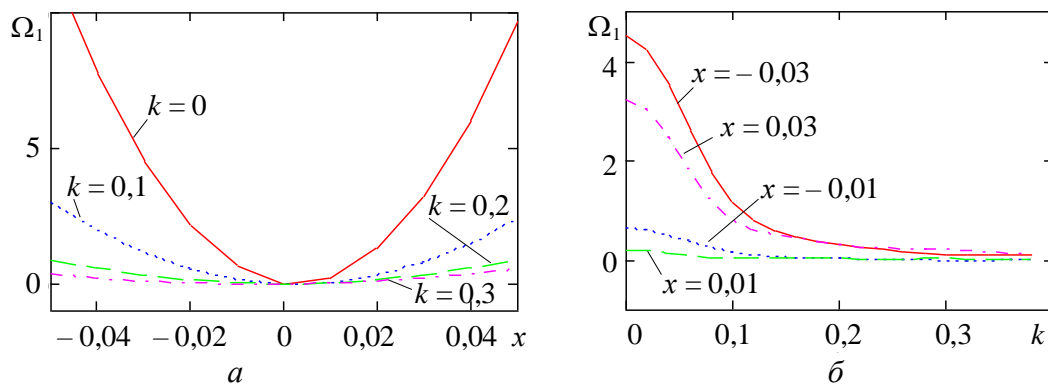 Ω₁
k = 0
5
k = 0,1
k = 0,2
0
k = 0,3
– 0,04 – 0,02 0 0,02 0,04 x
а
Ω₁
4
x = – 0,03
x = 0,03
2
x = – 0,01
0
x = 0,01
0 0,1 0,2 0,3 k
б